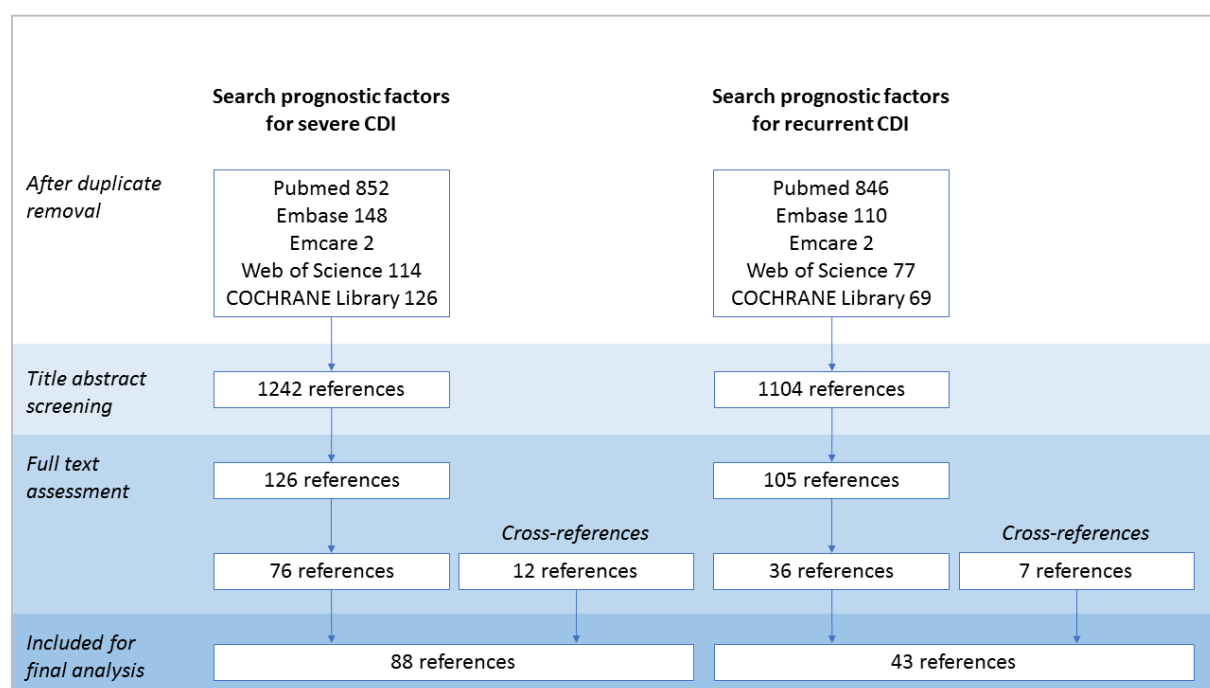 Search prognostic factors
for severe CDI
Search prognostic factors
for recurrent CDI
After duplicate
removal
Pubmed 852
Embase 148
Emcare 2
Web of Science 114
COCHRANE Library 126
Pubmed 846
Embase 110
Emcare 2
Web of Science 77
COCHRANE Library 69
Title abstract
screening
1242 references
1104 references
Full text
assessment
126 references
105 references
Cross-references
Cross-references
76 references
12 references
36 references
7 references
Included for
final analysis
88 references
43 references